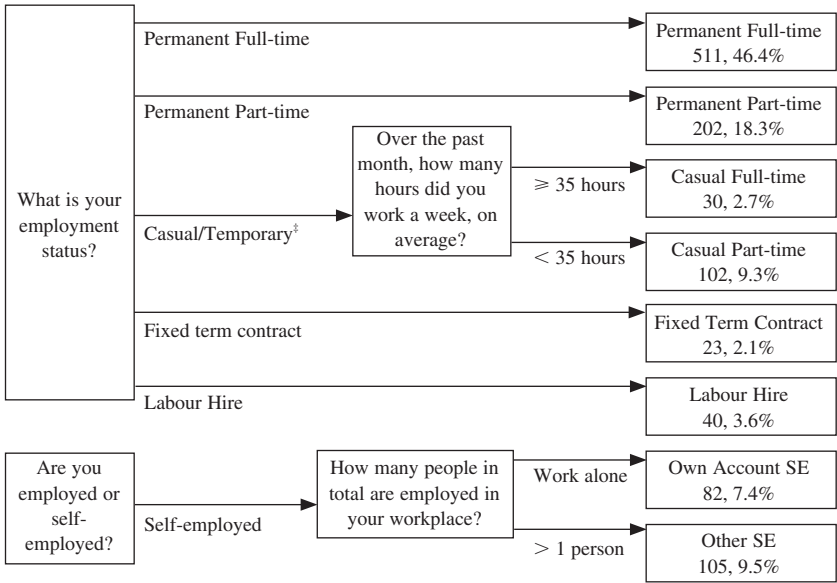 What is your
employment
status?
Permanent Full-time
Permanent Full-time
511, 46.4%
Permanent Part-time
Permanent Part-time
202, 18.3%
Casual/Temporary‡
Over the past
month, how many
hours did you
work a week, on
average?
⩾ 35 hours
Casual Full-time
30, 2.7%
< 35 hours
Casual Part-time
102, 9.3%
Fixed term contract
Fixed Term Contract
23, 2.1%
Labour Hire
Labour Hire
40, 3.6%
Are you
employed or
self-
employed?
Self-employed
How many people in
total are employed in
your workplace?
Work alone
Own Account SE
82, 7.4%
> 1 person
Other SE
105, 9.5%